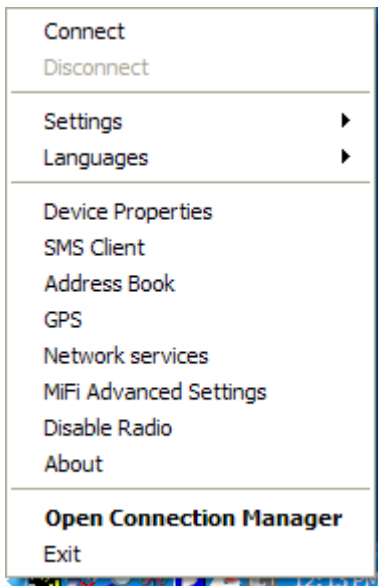 Connect
Disconnect
Settings
Languages
Device Properties
SMS Client
Address Book
GPS
Network services
MiFi Advanced Settings
Disable Radio
About
Open Connection Manager
Exit